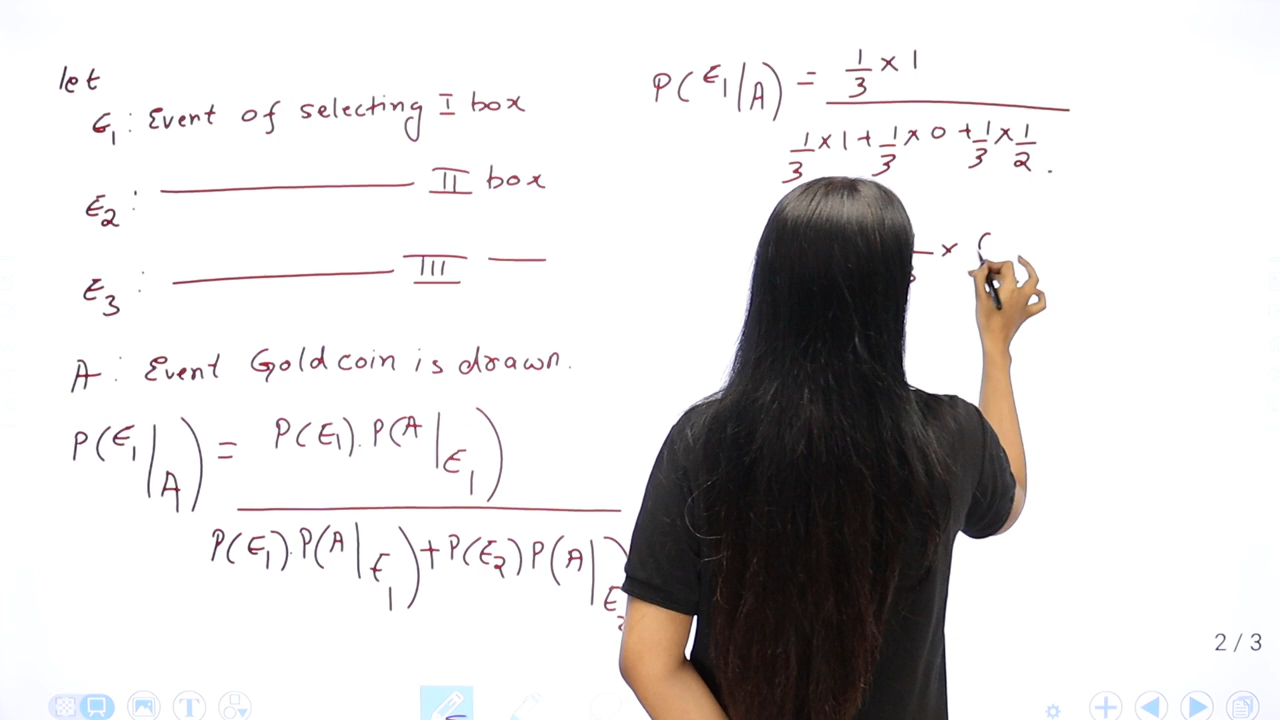 let
E₁ : Event of selecting I box
E₂ : ——— II box
E₃ : ——— III ——
A : Event Gold coin is drawn.
P(E₁|A) = P(E₁).P(A|E₁)
P(E₁).P(A|E₁) + P(E₂) P(A|E₂
P(E₁|A) = 1/3 × 1
1/3 × 1 + 1/3 × 0 + 1/3 × 1/2 .
×
2 / 3
T